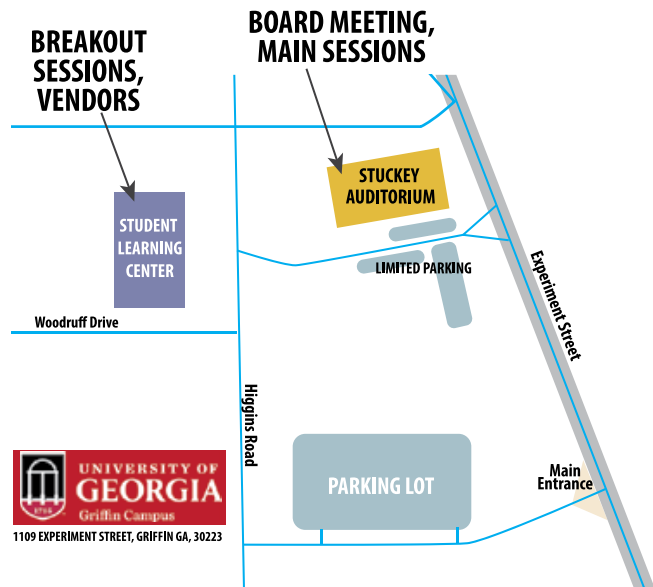 BREAKOUT
SESSIONS,
VENDORS
BOARD MEETING,
MAIN SESSIONS
STUCKEY
AUDITORIUM
STUDENT
LEARNING
CENTER
LIMITED PARKING
Experiment Street
Woodruff Drive
Higgins Road
PARKING LOT
Main
Entrance
1785
UNIVERSITY OF
GEORGIA
Griffin Campus
1109 EXPERIMENT STREET, GRIFFIN GA, 30223